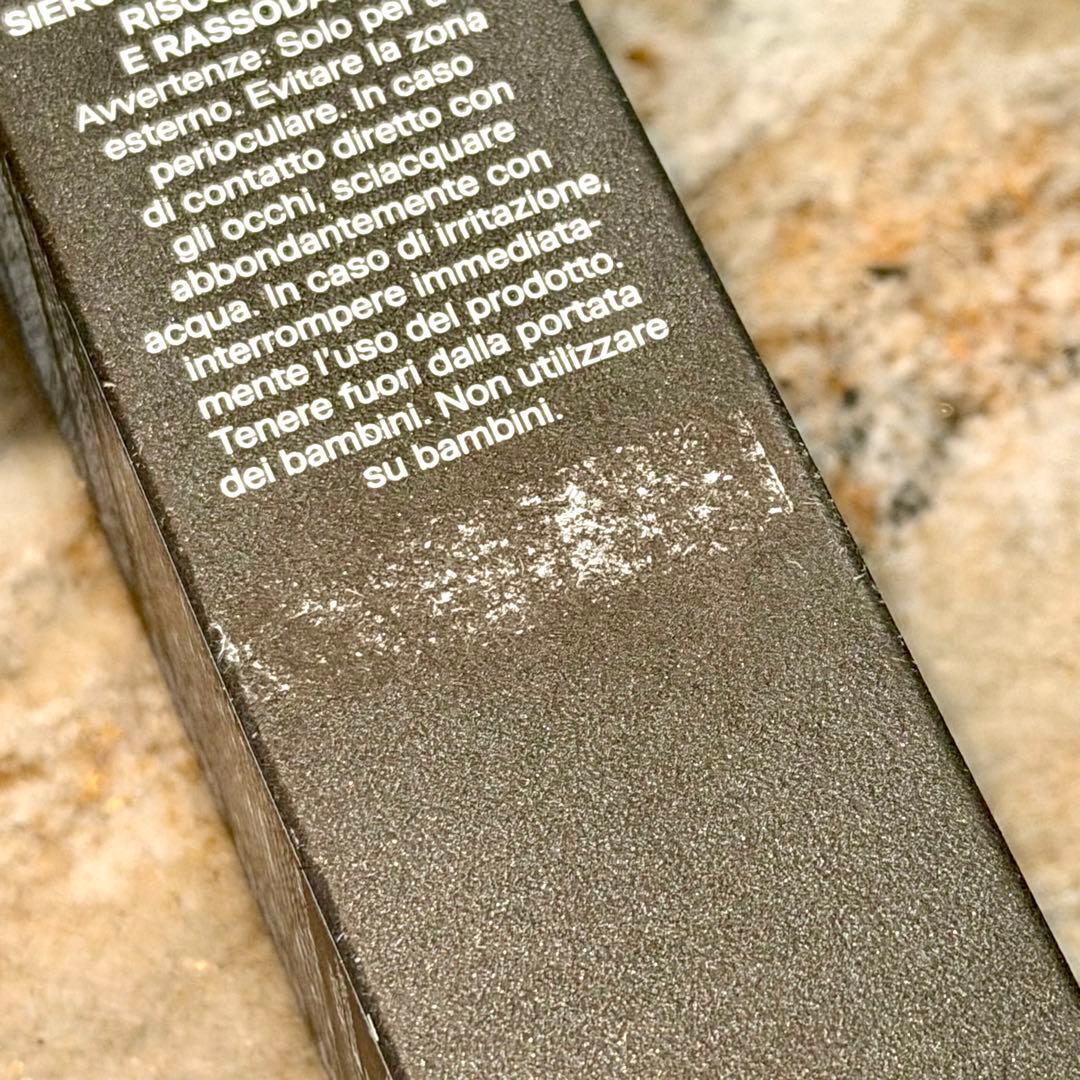 E RASSODA
Avvertenze: Solo per
esterno. Evitare la zona
perioculare. In caso
di contatto diretto con
gli occhi, sciacquare
abbondantemente con
acqua. In caso di irritazione,
interrompere immediata-
mente l'uso del prodotto.
Tenere fuori dalla portata
dei bambini. Non utilizzare
su bambini.